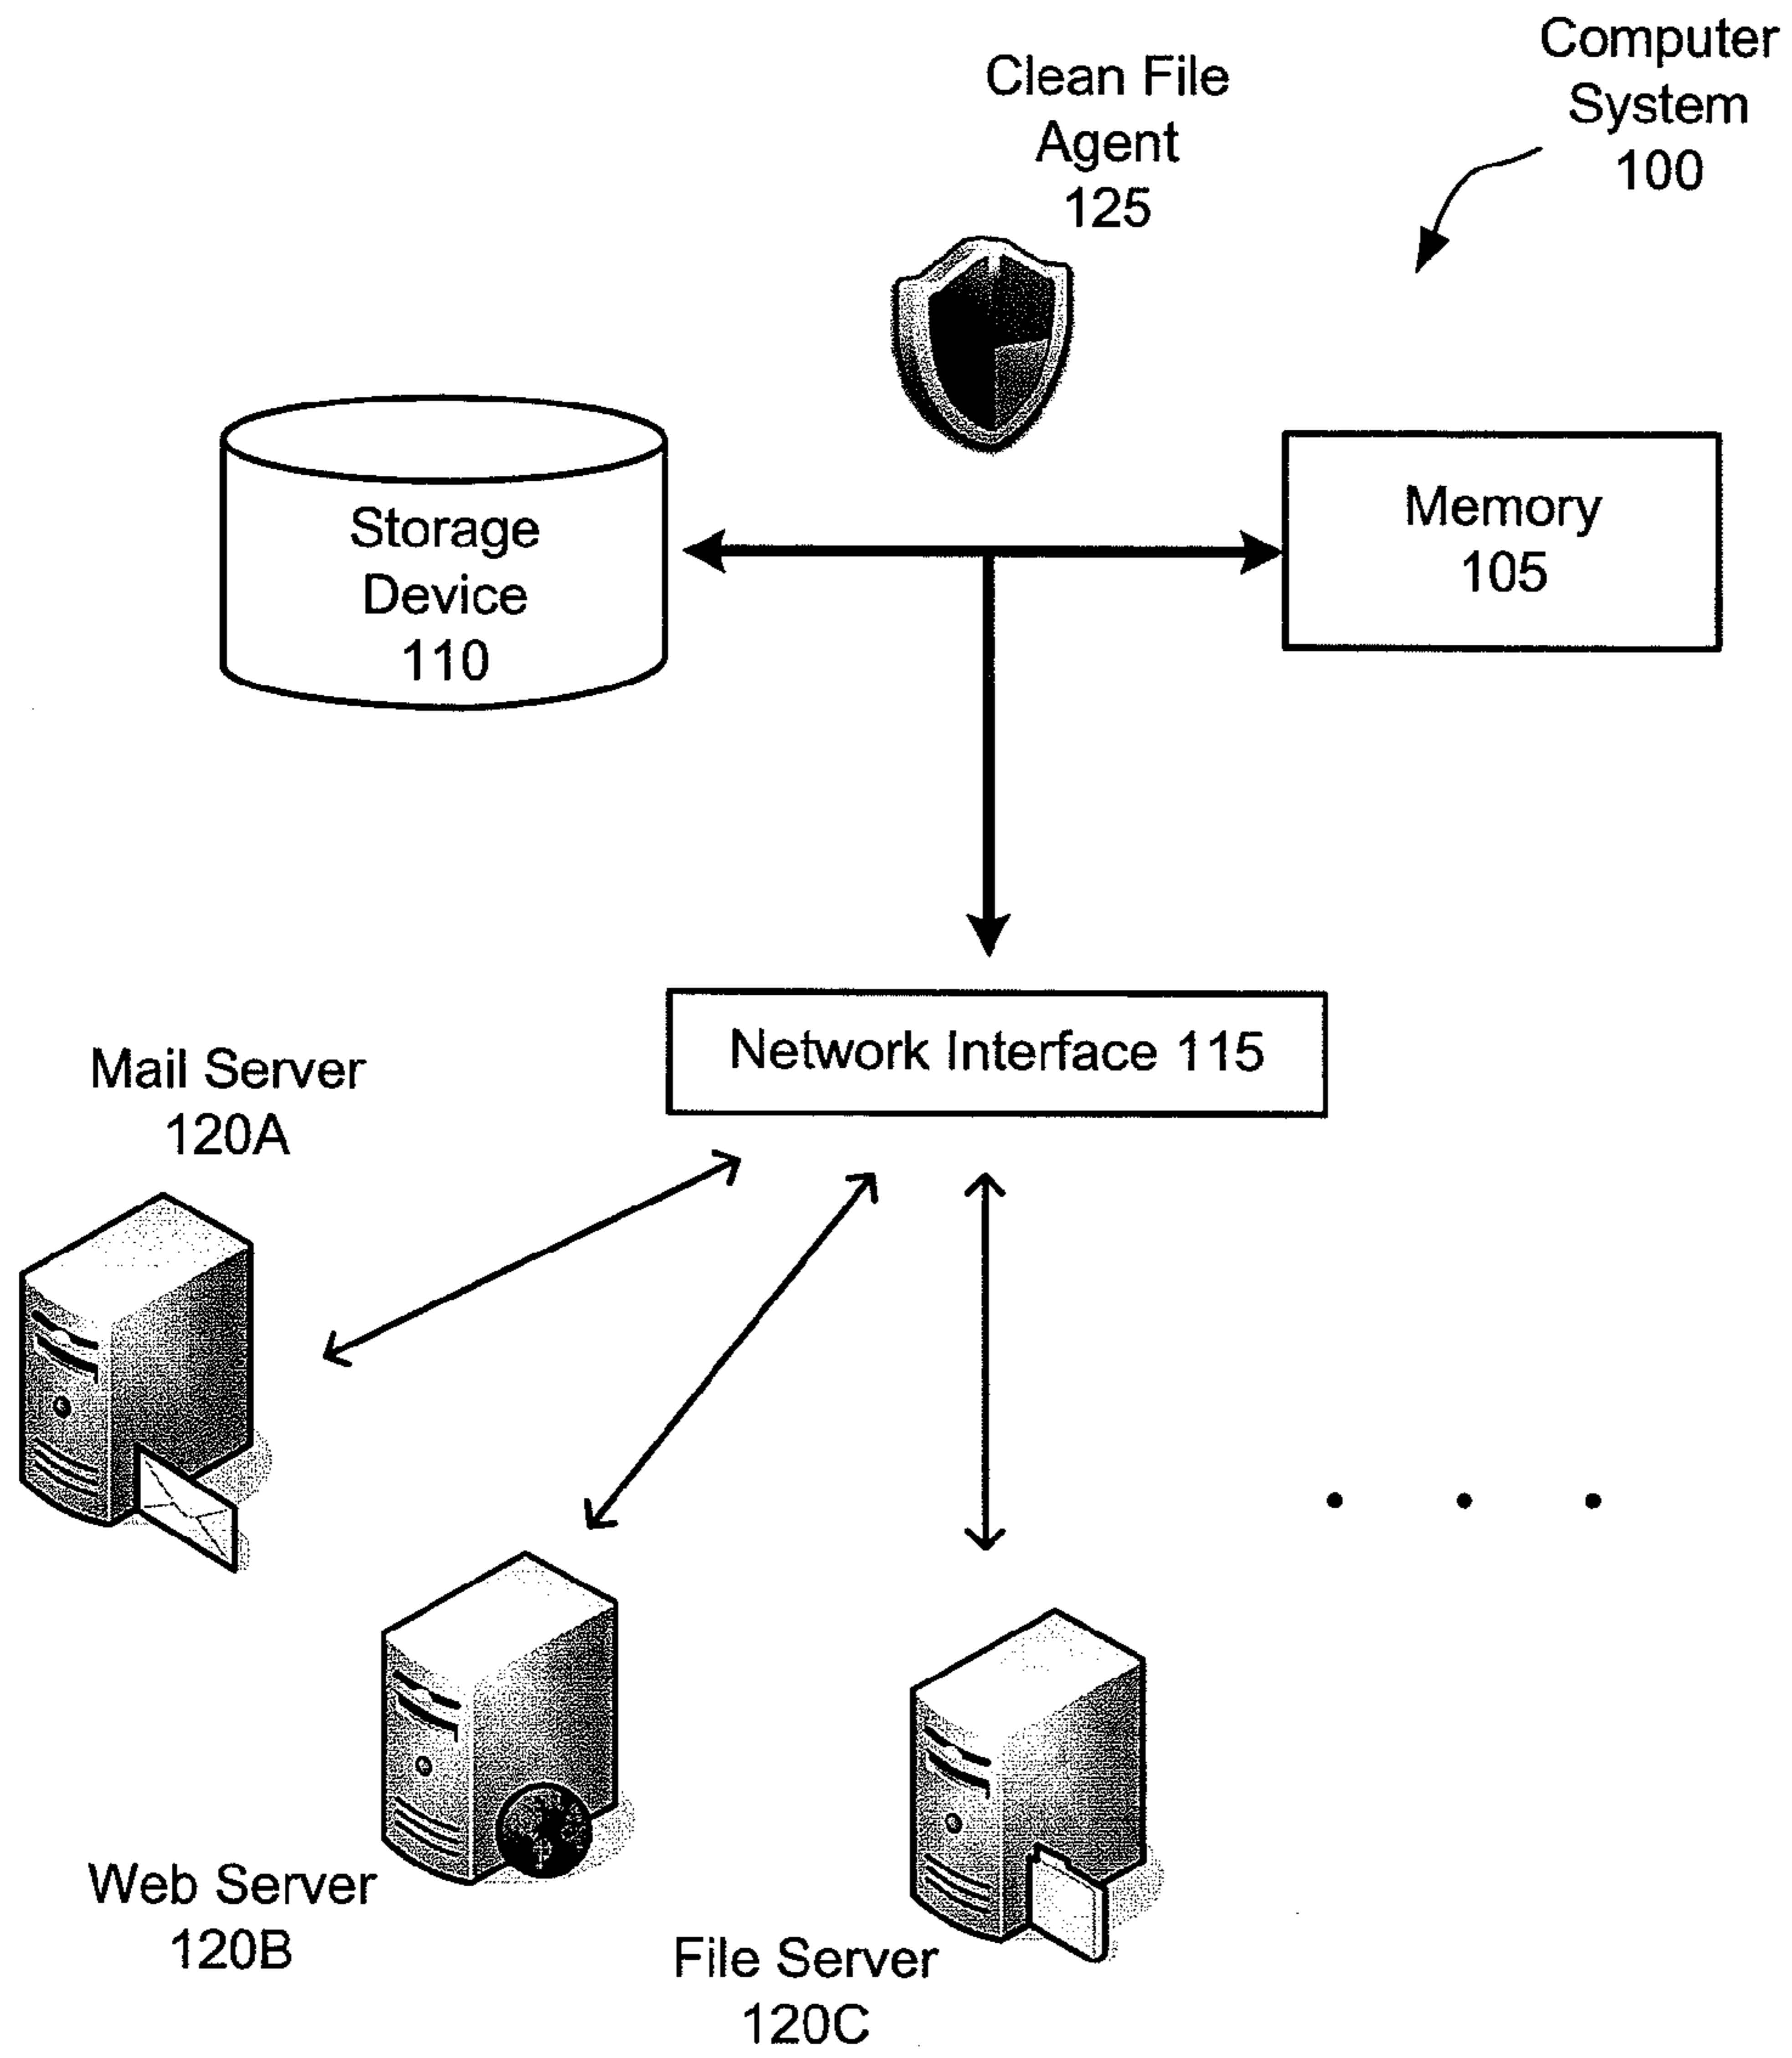 Computer
System
100
Clean File
Agent
125
Storage
Device
110
Memory
105
Network Interface 115
Mail Server
120A
Web Server
120B
File Server
120C